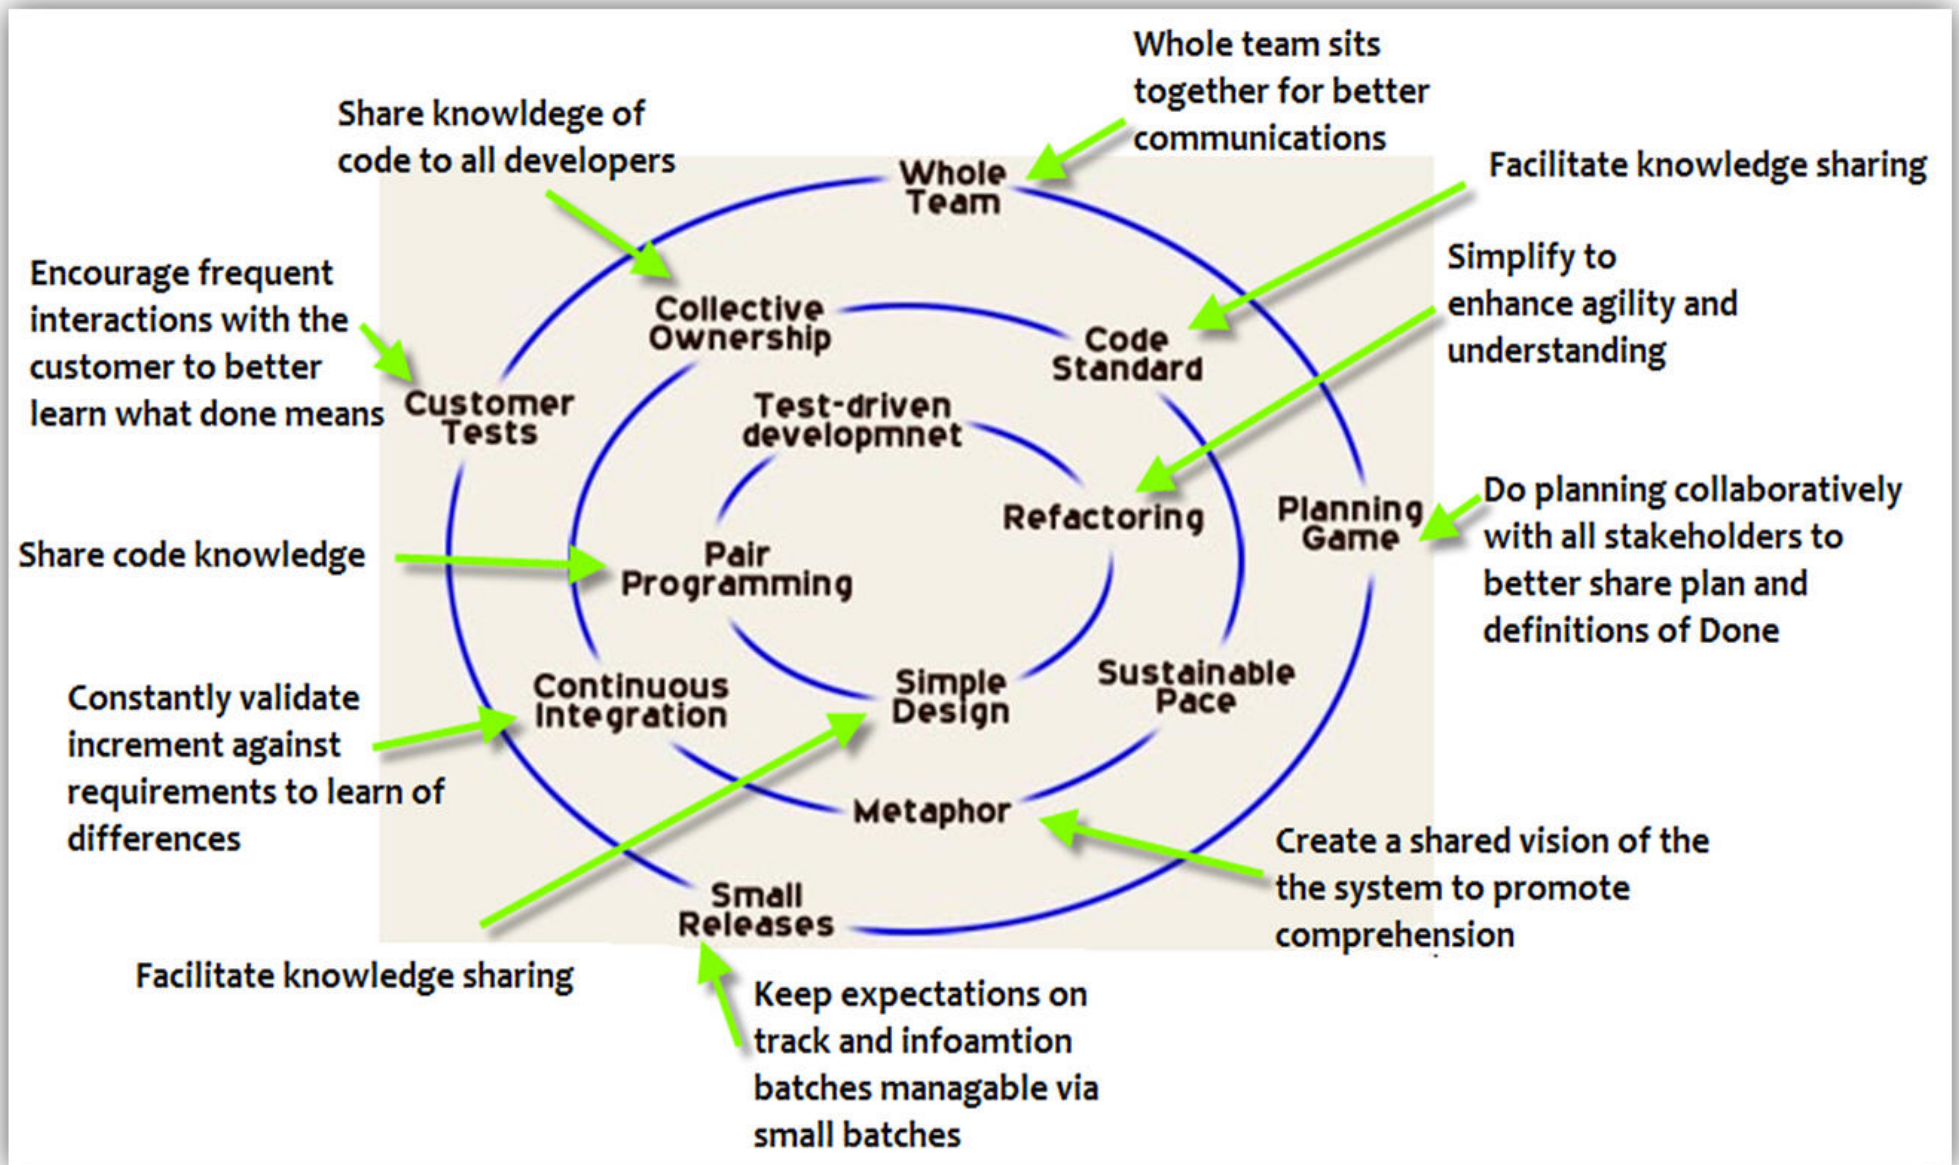 Whole team sits
together for better
communications
Share knowldege of
code to all developers
Facilitate knowledge sharing
Whole
Team
Simplify to
enhance agility and
understanding
Encourage frequent
interactions with the
customer to better
learn what done means
Collective
Ownership
Code
Standard
Customer
Tests
Test-driven
developmnet
Refactoring
Planning
Game
Do planning collaboratively
with all stakeholders to
better share plan and
definitions of Done
Share code knowledge
Pair
Programming
Constantly validate
increment against
requirements to learn of
differences
Continuous
Integration
Simple
Design
Sustainable
Pace
Metaphor
Create a shared vision of the
the system to promote
comprehension
Small
Releases
Facilitate knowledge sharing
Keep expectations on
track and infoamtion
batches managable via
small batches